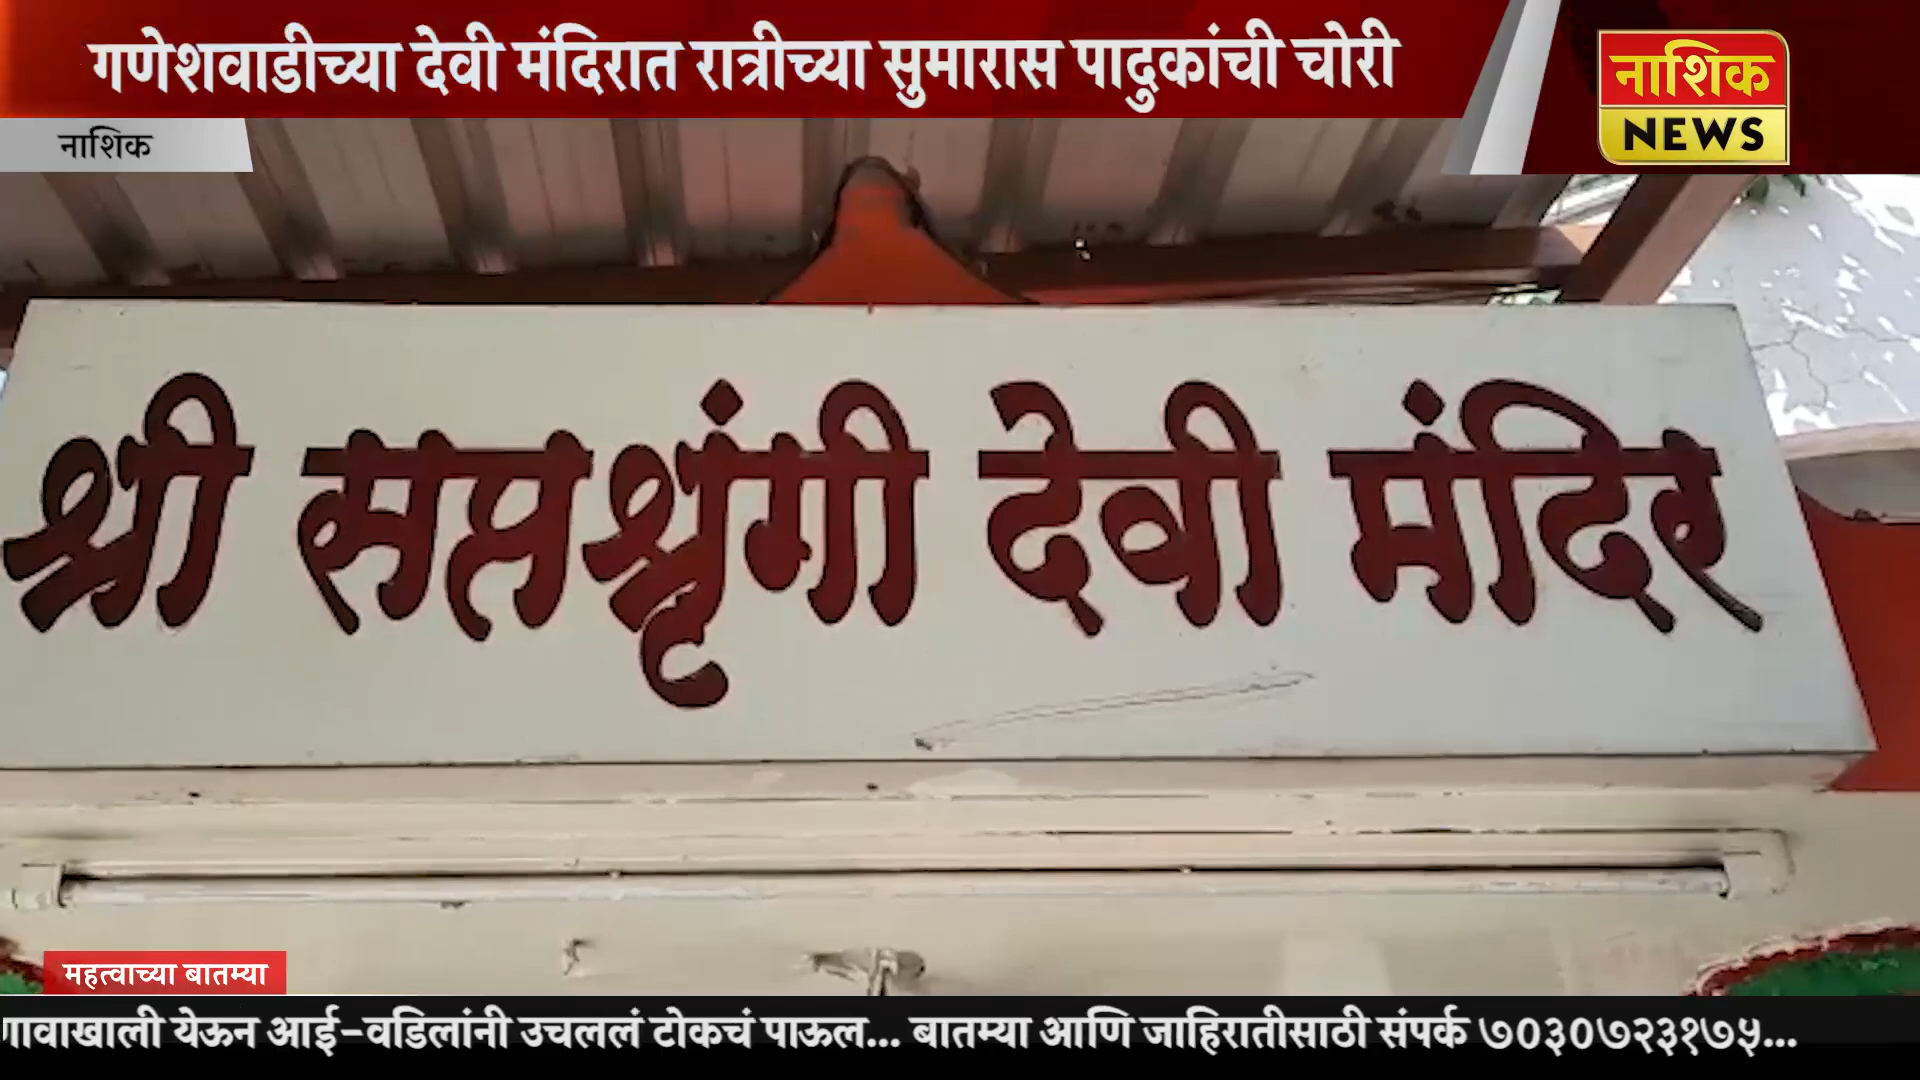 गणेशवाडीच्या देवी मंदिरात रात्रीच्या सुमारास पादुकांची चोरी
नाशिक
NEWS
नाशिक
श्री सप्तश्रृंगी देवी मंदिर
महत्वाच्या बातम्या
येऊन आई-वडिलांनी उचललं टोकचं पाऊल... बातम्या आणि जाहिरातीसाठी संपर्क ७०३०७२३१७५...